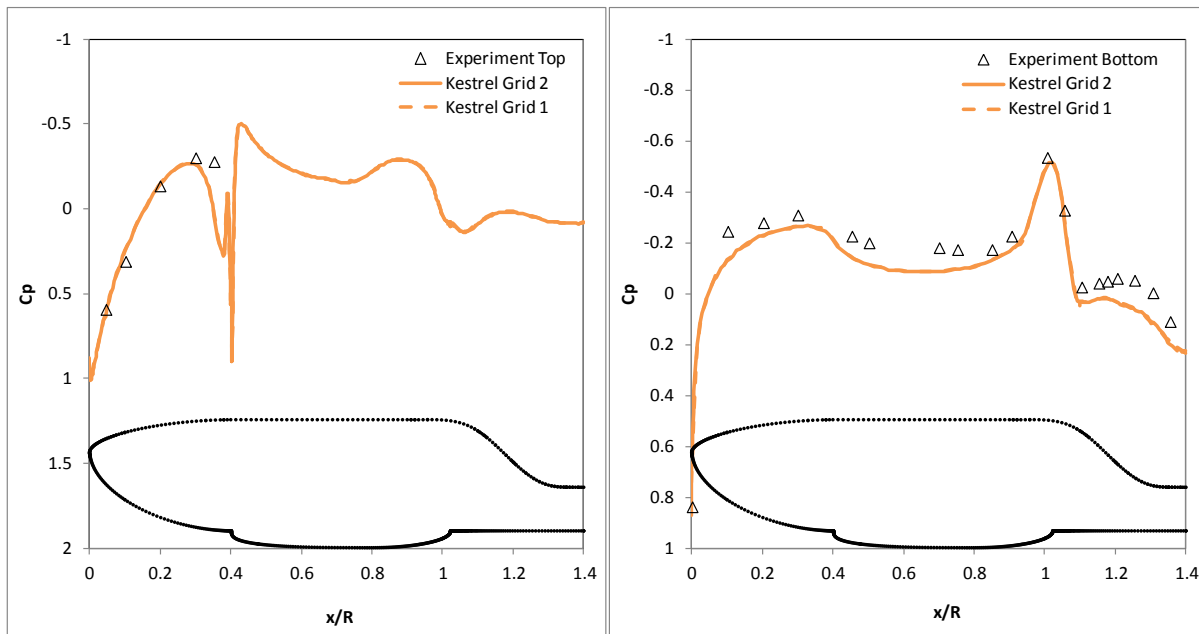 -1
-0.5
0
0.5
1
1.5
2
Cp
Experiment Top
Kestrel Grid 2
Kestrel Grid 1
0 0.2 0.4 0.6 0.8 1 1.2 1.4
x/R
-1
-0.8
-0.6
-0.4
-0.2
0
0.2
0.4
0.6
0.8
1
Cp
Experiment Bottom
Kestrel Grid 2
Kestrel Grid 1
0 0.2 0.4 0.6 0.8 1 1.2 1.4
x/R